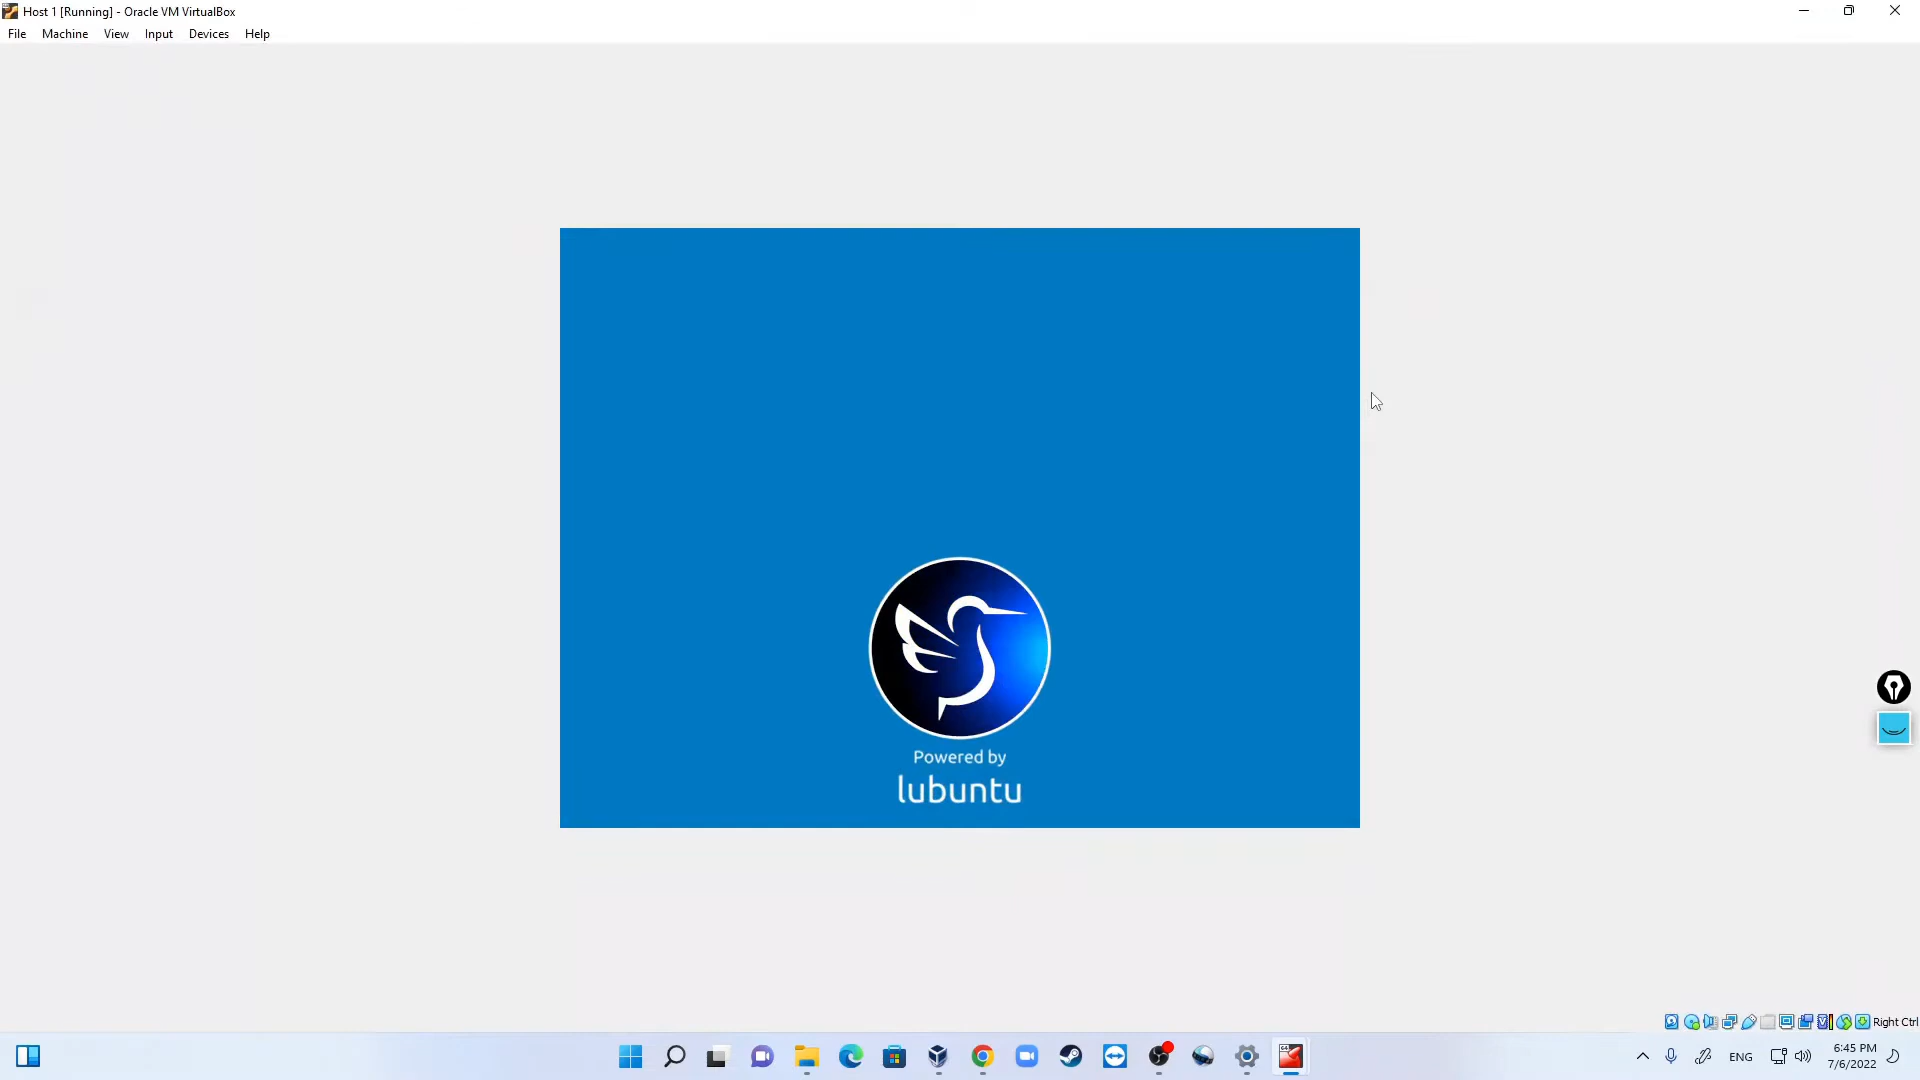 Host 1 [Running] - Oracle VM VirtualBox
File Machine View Input Devices Help
Powered by
lubuntu
Right Ctrl
ENG
6:45 PM
7/6/2022